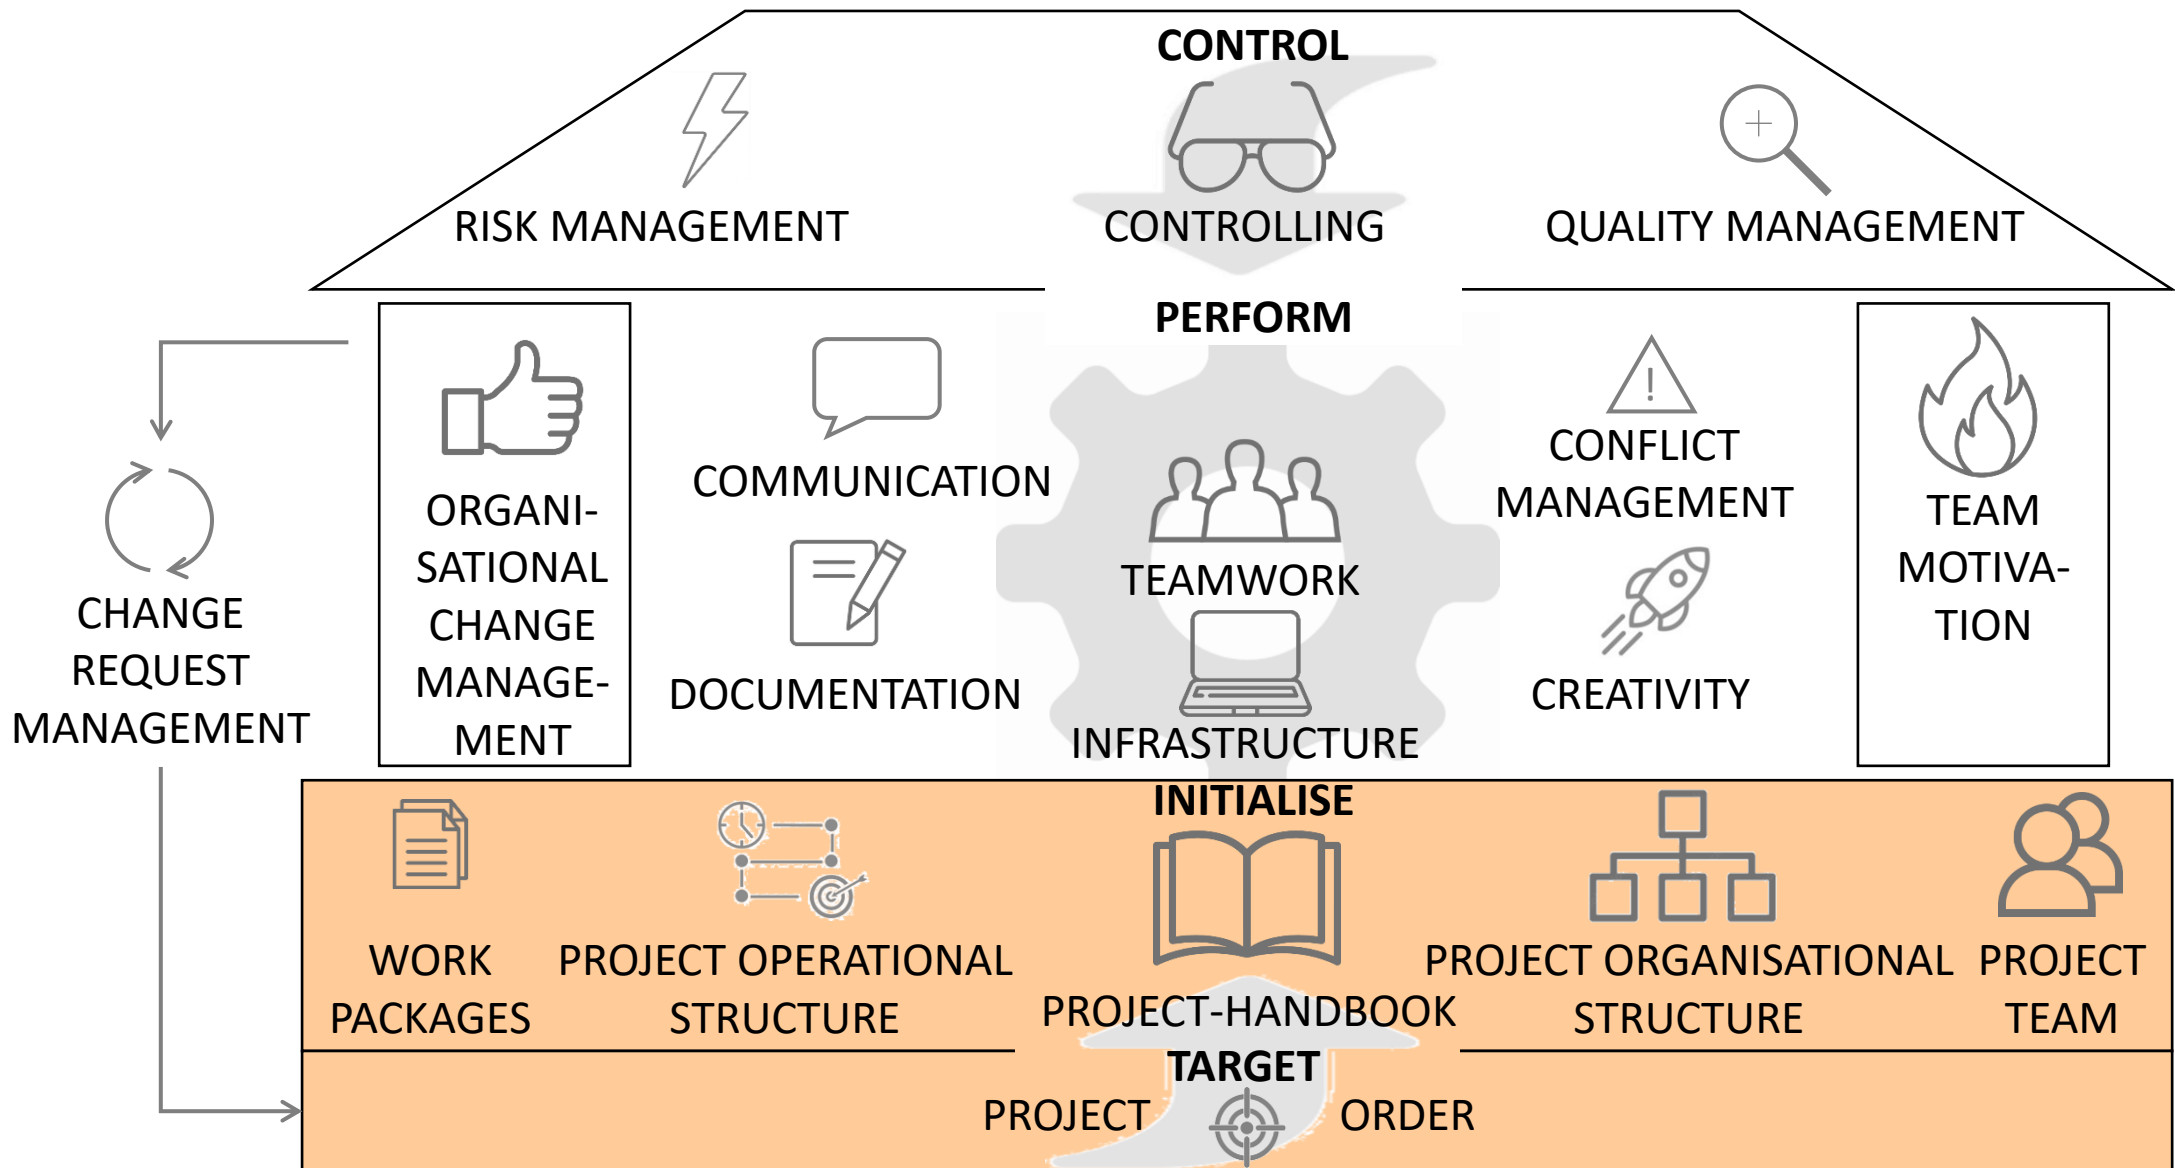 CONTROL
RISK MANAGEMENT
CONTROLLING
QUALITY MANAGEMENT
PERFORM
CHANGE
REQUEST
MANAGEMENT
ORGANI-
SATIONAL
CHANGE
MANAGE-
MENT
COMMUNICATION
DOCUMENTATION
TEAMWORK
INFRASTRUCTURE
CONFLICT
MANAGEMENT
CREATIVITY
TEAM
MOTIVA-
TION
INITIALISE
WORK
PACKAGES
PROJECT OPERATIONAL
STRUCTURE
PROJECT-HANDBOOK
PROJECT ORGANISATIONAL
STRUCTURE
PROJECT
TEAM
TARGET
PROJECT ORDER